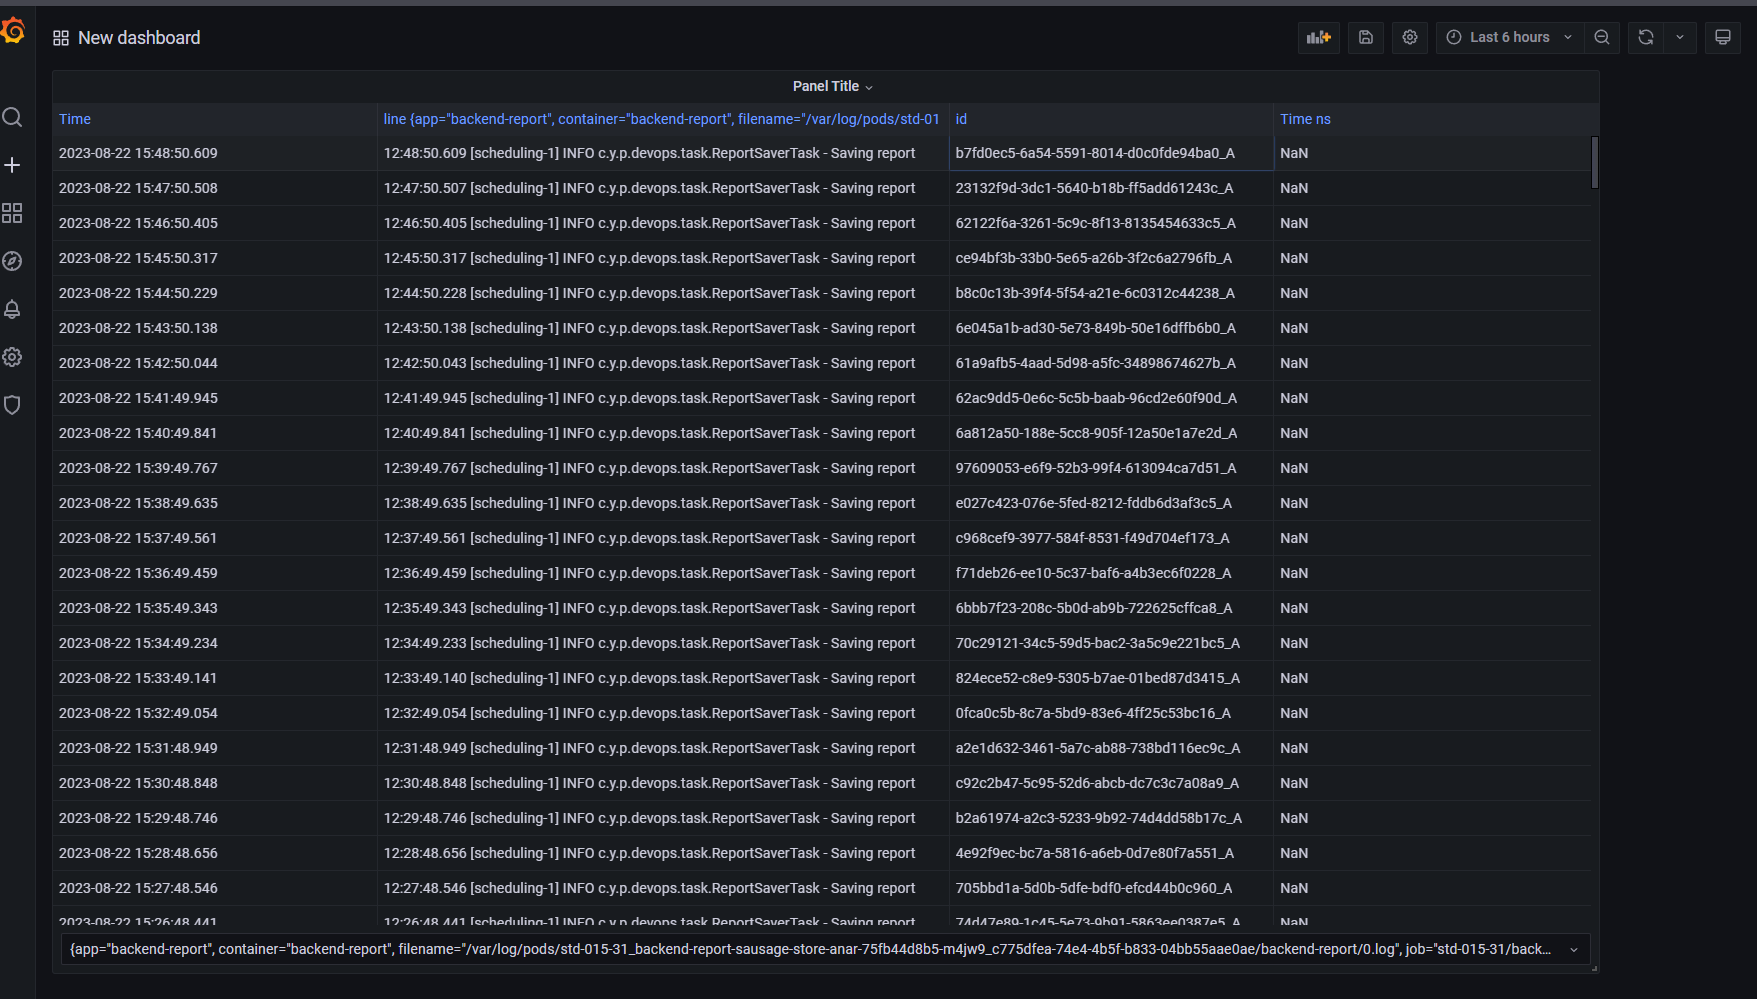 New dashboard
Last 6 hours
Panel Title
Time line {app="backend-report", container="backend-report", filename="/var/log/pods/std-01 id Time ns
2023-08-22 15:48:50.609 12:48:50.609 [scheduling-1] INFO c.y.p.devops.task.ReportSaverTask - Saving report b7fd0ec5-6a54-5591-8014-d0c0fde94ba0_A NaN
2023-08-22 15:47:50.508 12:47:50.507 [scheduling-1] INFO c.y.p.devops.task.ReportSaverTask - Saving report 23132f9d-3dc1-5640-b18b-ff5add61243c_A NaN
2023-08-22 15:46:50.405 12:46:50.405 [scheduling-1] INFO c.y.p.devops.task.ReportSaverTask - Saving report 62122f6a-3261-5c9c-8f13-8135454633c5_A NaN
2023-08-22 15:45:50.317 12:45:50.317 [scheduling-1] INFO c.y.p.devops.task.ReportSaverTask - Saving report ce94bf3b-33b0-5e65-a26b-3f2c6a2796fb_A NaN
2023-08-22 15:44:50.229 12:44:50.228 [scheduling-1] INFO c.y.p.devops.task.ReportSaverTask - Saving report b8c0c13b-39f4-5f54-a21e-6c0312c44238_A NaN
2023-08-22 15:43:50.138 12:43:50.138 [scheduling-1] INFO c.y.p.devops.task.ReportSaverTask - Saving report 6e045a1b-ad30-5e73-849b-50e16dffb6b0_A NaN
2023-08-22 15:42:50.044 12:42:50.043 [scheduling-1] INFO c.y.p.devops.task.ReportSaverTask - Saving report 61a9afb5-4aad-5d98-a5fc-34898674627b_A NaN
2023-08-22 15:41:49.945 12:41:49.945 [scheduling-1] INFO c.y.p.devops.task.ReportSaverTask - Saving report 62ac9dd5-0e6c-5c5b-baab-96cd2e60f90d_A NaN
2023-08-22 15:40:49.841 12:40:49.841 [scheduling-1] INFO c.y.p.devops.task.ReportSaverTask - Saving report 6a812a50-188e-5cc8-905f-12a50e1a7e2d_A NaN
2023-08-22 15:39:49.767 12:39:49.767 [scheduling-1] INFO c.y.p.devops.task.ReportSaverTask - Saving report 97609053-e6f9-52b3-99f4-613094ca7d51_A NaN
2023-08-22 15:38:49.635 12:38:49.635 [scheduling-1] INFO c.y.p.devops.task.ReportSaverTask - Saving report e027c423-076e-5fed-8212-fddb6d3af3c5_A NaN
2023-08-22 15:37:49.561 12:37:49.561 [scheduling-1] INFO c.y.p.devops.task.ReportSaverTask - Saving report c968cef9-3977-584f-8531-f49d704ef173_A NaN
2023-08-22 15:36:49.459 12:36:49.459 [scheduling-1] INFO c.y.p.devops.task.ReportSaverTask - Saving report f71deb26-ee10-5c37-baf6-a4b3ec6f0228_A NaN
2023-08-22 15:35:49.343 12:35:49.343 [scheduling-1] INFO c.y.p.devops.task.ReportSaverTask - Saving report 6bbb7f23-208c-5b0d-ab9b-722625cffca8_A NaN
2023-08-22 15:34:49.234 12:34:49.233 [scheduling-1] INFO c.y.p.devops.task.ReportSaverTask - Saving report 70c29121-34c5-59d5-bac2-3a5c9e221bc5_A NaN
2023-08-22 15:33:49.141 12:33:49.140 [scheduling-1] INFO c.y.p.devops.task.ReportSaverTask - Saving report 824ece52-c8e9-5305-b7ae-01bed87d3415_A NaN
2023-08-22 15:32:49.054 12:32:49.054 [scheduling-1] INFO c.y.p.devops.task.ReportSaverTask - Saving report 0fca0c5b-8c7a-5bd9-83e6-4ff25c53bc16_A NaN
2023-08-22 15:31:48.949 12:31:48.949 [scheduling-1] INFO c.y.p.devops.task.ReportSaverTask - Saving report a2e1d632-3461-5a7c-ab88-738bd116ec9c_A NaN
2023-08-22 15:30:48.848 12:30:48.848 [scheduling-1] INFO c.y.p.devops.task.ReportSaverTask - Saving report c92c2b47-5c95-52d6-abcb-dc7c3c7a08a9_A NaN
2023-08-22 15:29:48.746 12:29:48.746 [scheduling-1] INFO c.y.p.devops.task.ReportSaverTask - Saving report b2a61974-a2c3-5233-9b92-74d4dd58b17c_A NaN
2023-08-22 15:28:48.656 12:28:48.656 [scheduling-1] INFO c.y.p.devops.task.ReportSaverTask - Saving report 4e92f9ec-bc7a-5816-a6eb-0d7e80f7a551_A NaN
2023-08-22 15:27:48.546 12:27:48.546 [scheduling-1] INFO c.y.p.devops.task.ReportSaverTask - Saving report 705bbd1a-5d0b-5dfe-bdf0-efcd44b0c960_A NaN
2023-08-22 15:26:48.441 12:26:48.441 [scheduling-1] INFO c.y.p.devops.task.ReportSaverTask - Saving report 74d47e89-1c45-5e73-9b91-5863ee0387e5_A NaN
{app="backend-report", container="backend-report", filename="/var/log/pods/std-015-31_backend-report-sausage-store-anar-75fb44d8b5-m4jw9_c775dfea-74e4-4b5f-b833-04bb55aae0ae/backend-report/0.log", job="std-015-31/back...